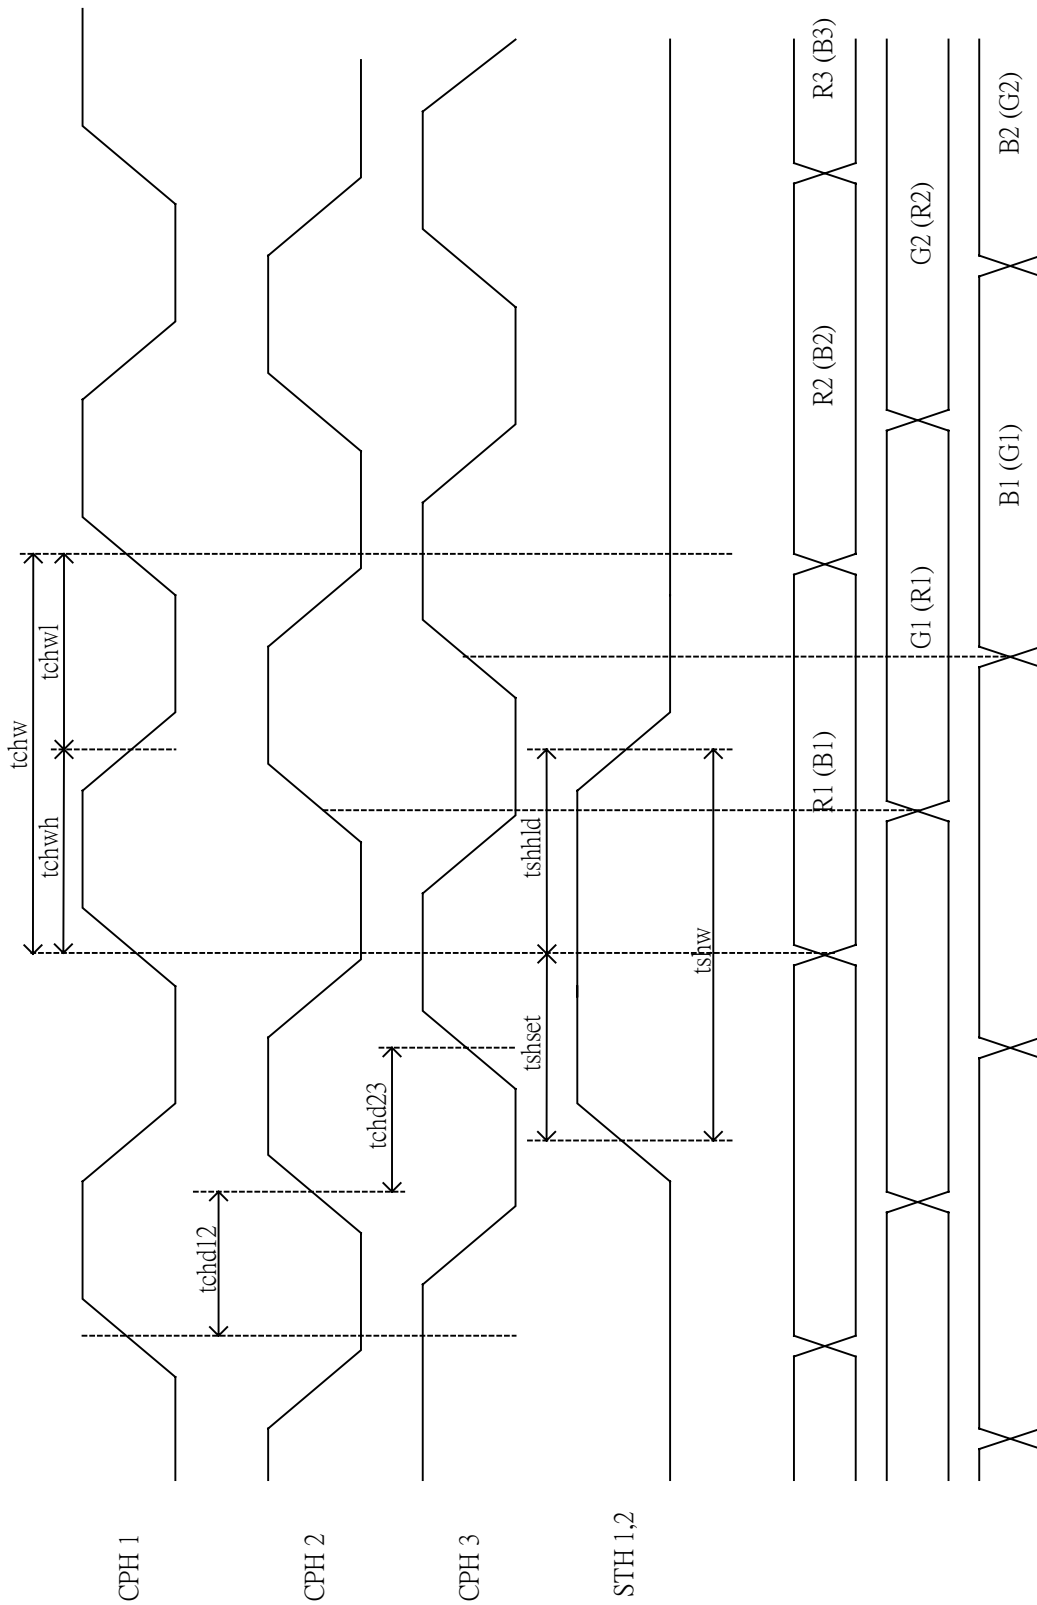 tchw
tchwh
tchwl
CPH 1
tchd12
CPH 2
tchd23
CPH 3
tshset
tshhld
STH 1,2
tshw
R1 (B1)
R2 (B2)
R3 (B3)
G1 (R1)
G2 (R2)
B1 (G1)
B2 (G2)